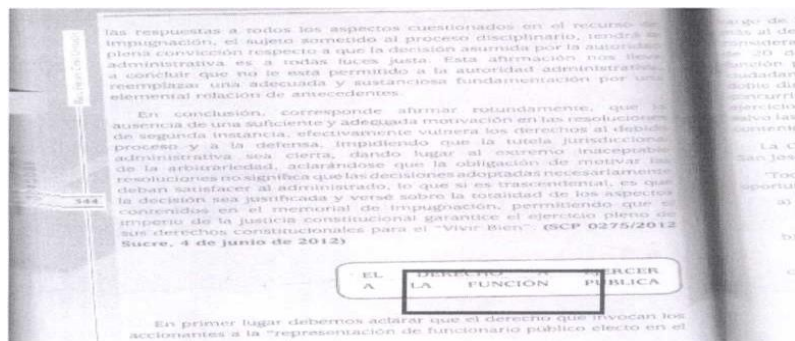 las respuestas a todos los aspectos cuestionados en el recurso de
impugnación, el sujeto sometido al proceso disciplinario, tendrá la
plena convicción respecto a que la decisión asumida por la autoridad
administrativa es a todas luces justa. Esta afirmación nos lleva
a concluir que no le está permitido a la autoridad administrativa,
reemplazar una adecuada y sustanciosa fundamentación por una
elemental relación de antecedentes.
En conclusión, corresponde afirmar rotundamente, que la
ausencia de una suficiente y adecuada motivación en las resoluciones
de segunda instancia, efectivamente vulnera los derechos al debido
proceso y a la defensa, impidiendo que la tutela jurisdiccional
administrativa sea cierta, dando lugar al extremo inaceptable
de la arbitrariedad, aclarándose que la obligación de motivar las
resoluciones no significa que las decisiones adoptadas necesariamente
deban satisfacer al administrado, lo que si es trascendental, es que
la decisión sea justificada y versé sobre la totalidad de los aspectos
contenidos en el memorial de impugnación, permitiendo que el
imperio de la justicia constitucional garantice el ejercicio pleno de
sus derechos constitucionales para el "Vivir Bien". (SCP 0275/2012
Sucre, 4 de junio de 2012)
544
EL DERECHO A EJERCER
A LA FUNCIÓN PÚBLICA
En primer lugar debemos aclarar que el derecho que invocan los
accionantes a la "representación de funcionario público electo en el
20 de
La C
San José
"Tod
a)
b)
c